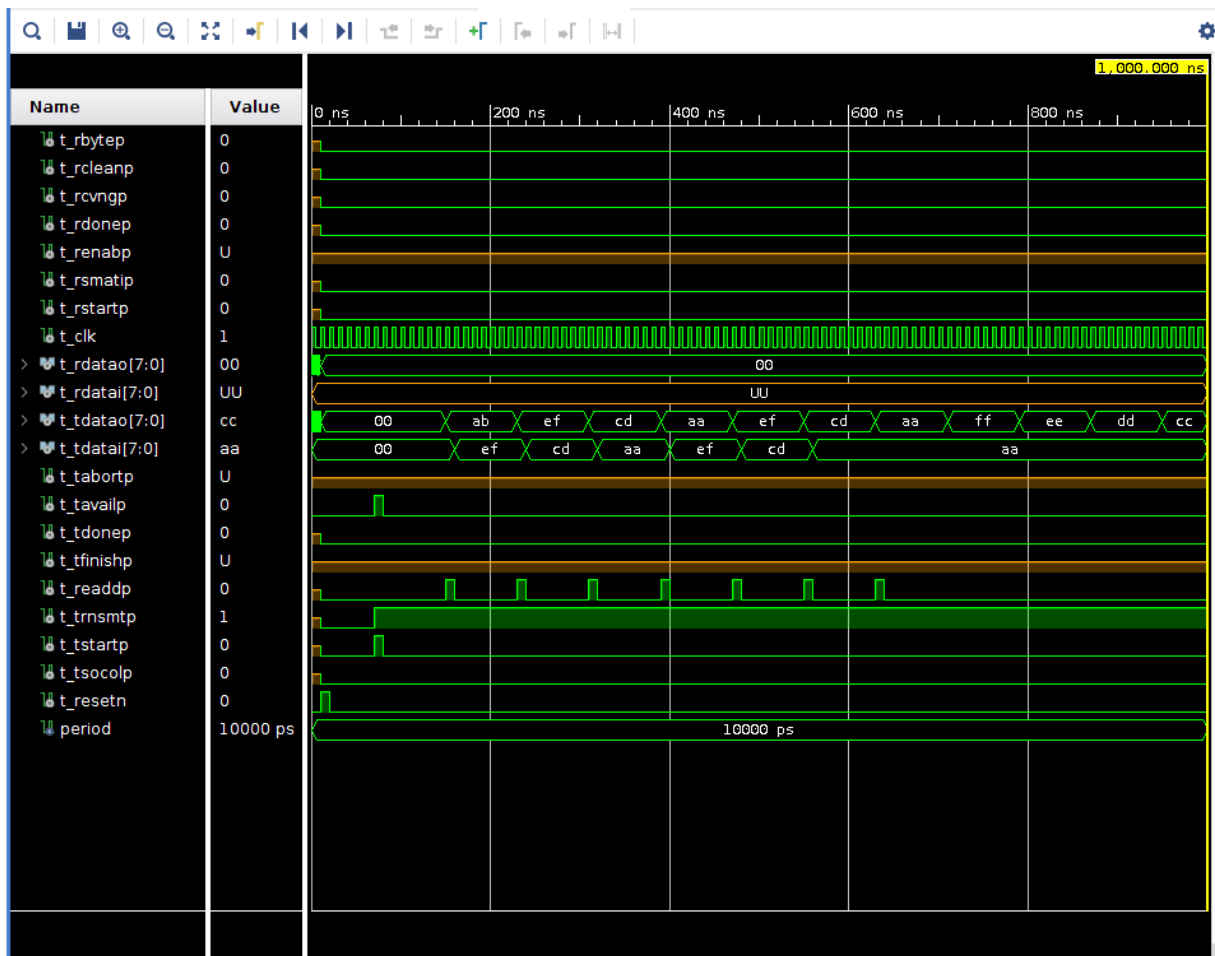 1,000.000 ns
Name Value 0 ns 200 ns 400 ns 600 ns 800 ns
t_rbytep 0
t_rcleanp 0
t_rcvngp 0
t_rdonep 0
t_renabp U
t_rsmatip 0
t_rstartp 0
t_clk 1
t_rdatao[7:0] 00 00
t_rdatai[7:0] UU UU
t_tdatao[7:0] cc 00 ab ef cd aa ef cd aa ff ee dd cc
t_tdatai[7:0] aa 00 ef cd aa ef cd aa
t_tabortp U
t_tavailp 0
t_tdonep 0
t_tfinishp U
t_readdp 0
t_trnsmtp 1
t_tstartp 0
t_tsocolp 0
t_resetn 0
period 10000 ps 10000 ps